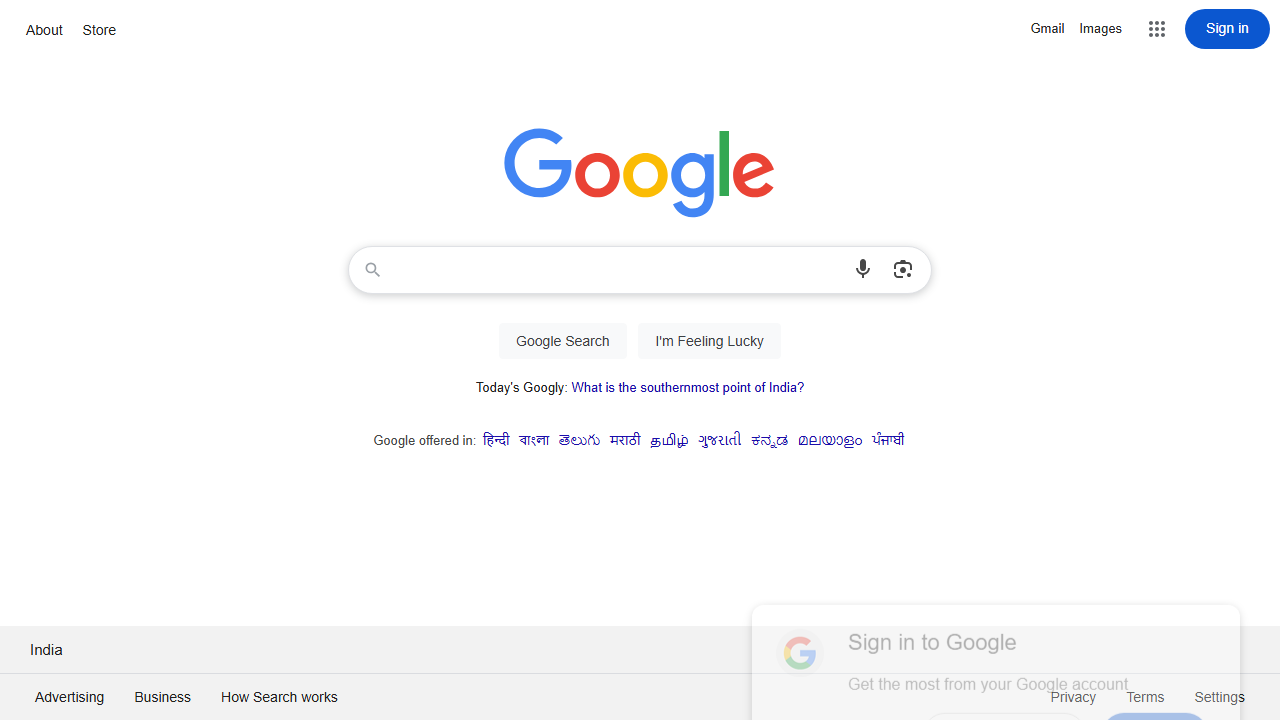 About Store Gmail Images Sign in
Google
Google Search I'm Feeling Lucky
Today's Googly: What is the southernmost point of India?
Google offered in: हिन्दी বাংলা తెలుగు मराठी தமிழ் ગુજરાતી ಕನ್ನಡ മലയാളം ਪੰਜਾਬੀ
Sign in to Google
India
Get the most from your Google account
Advertising Business How Search works Privacy Terms Settings